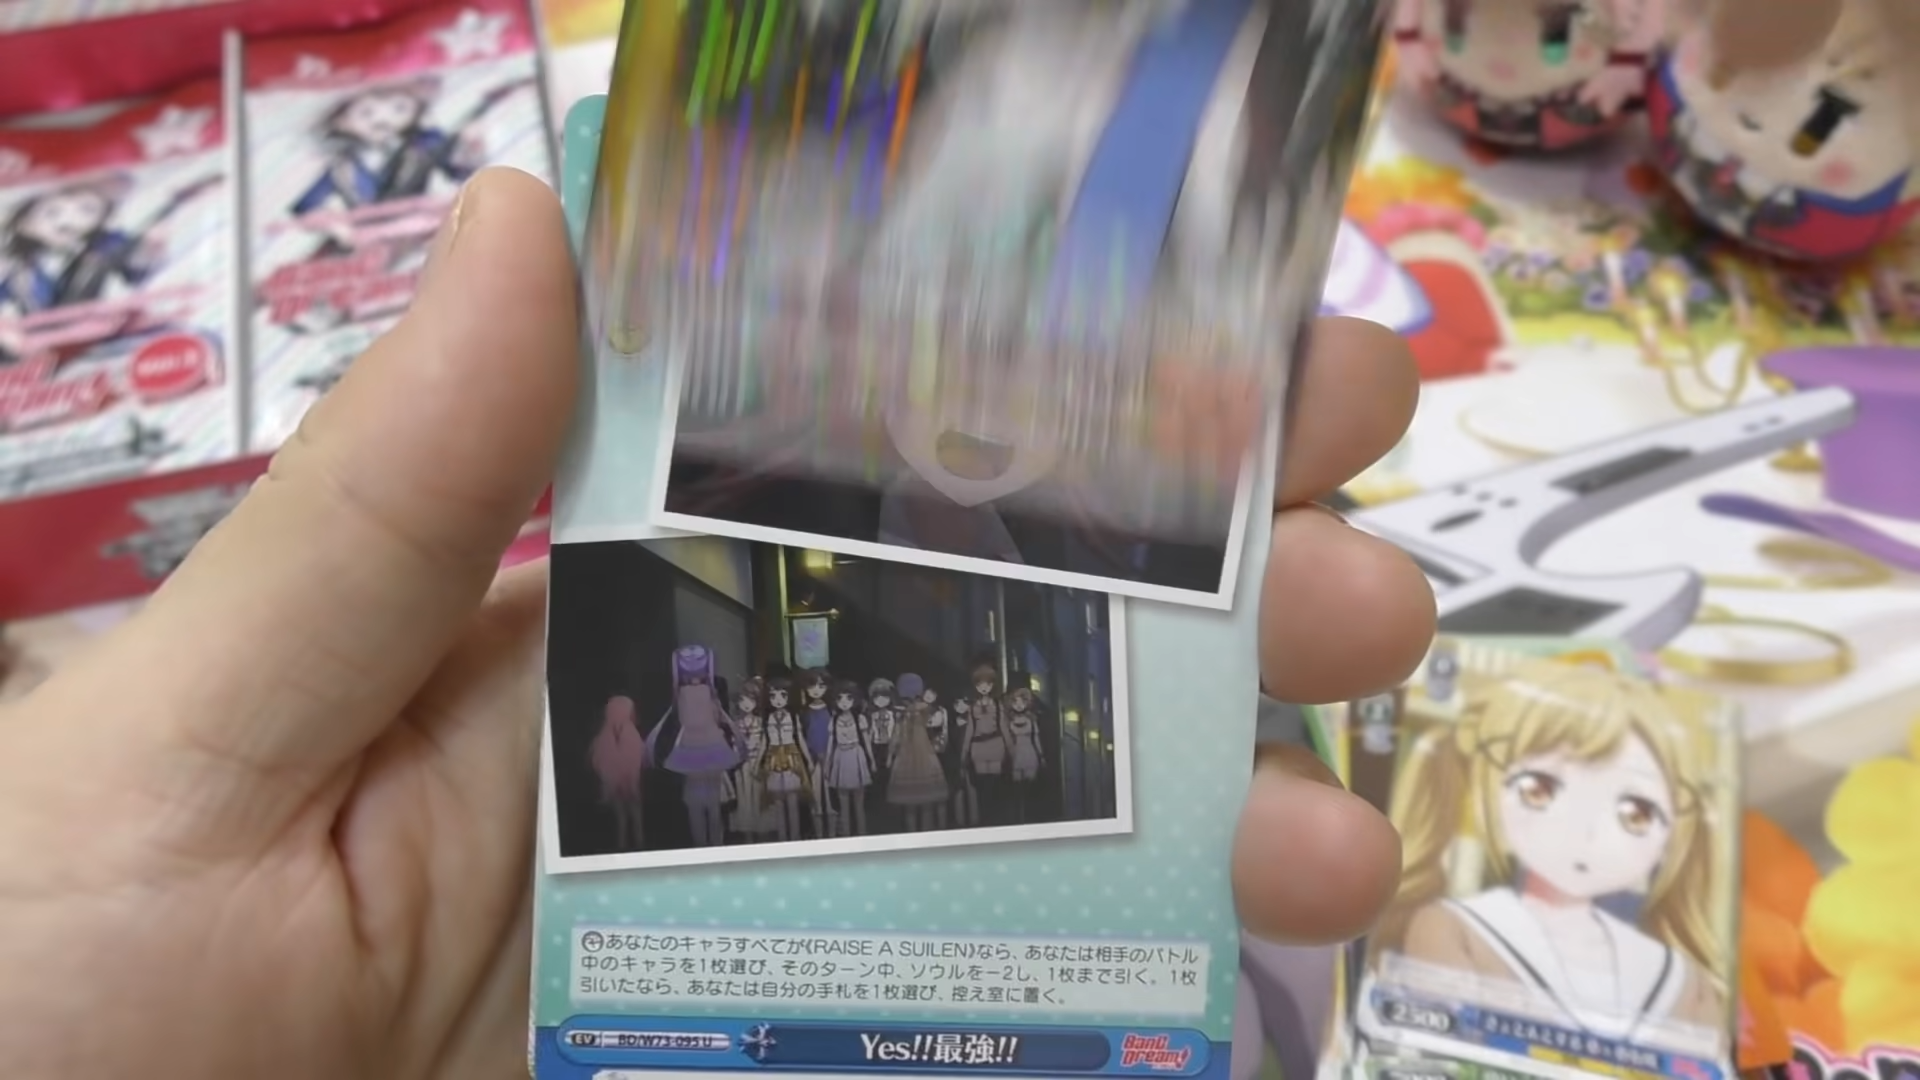 あなたのキャラすべてが《RAISE A SUILEN》なら、あなたは相手のバトル
中のキャラを1枚選び、そのターン中、ソウルを－2し、1枚まで引く。1枚
引いたなら、あなたは自分の手札を1枚選び、控え室に置く。
EV BD/W73-095 U Yes!!最強!! BanG Dream!
2500